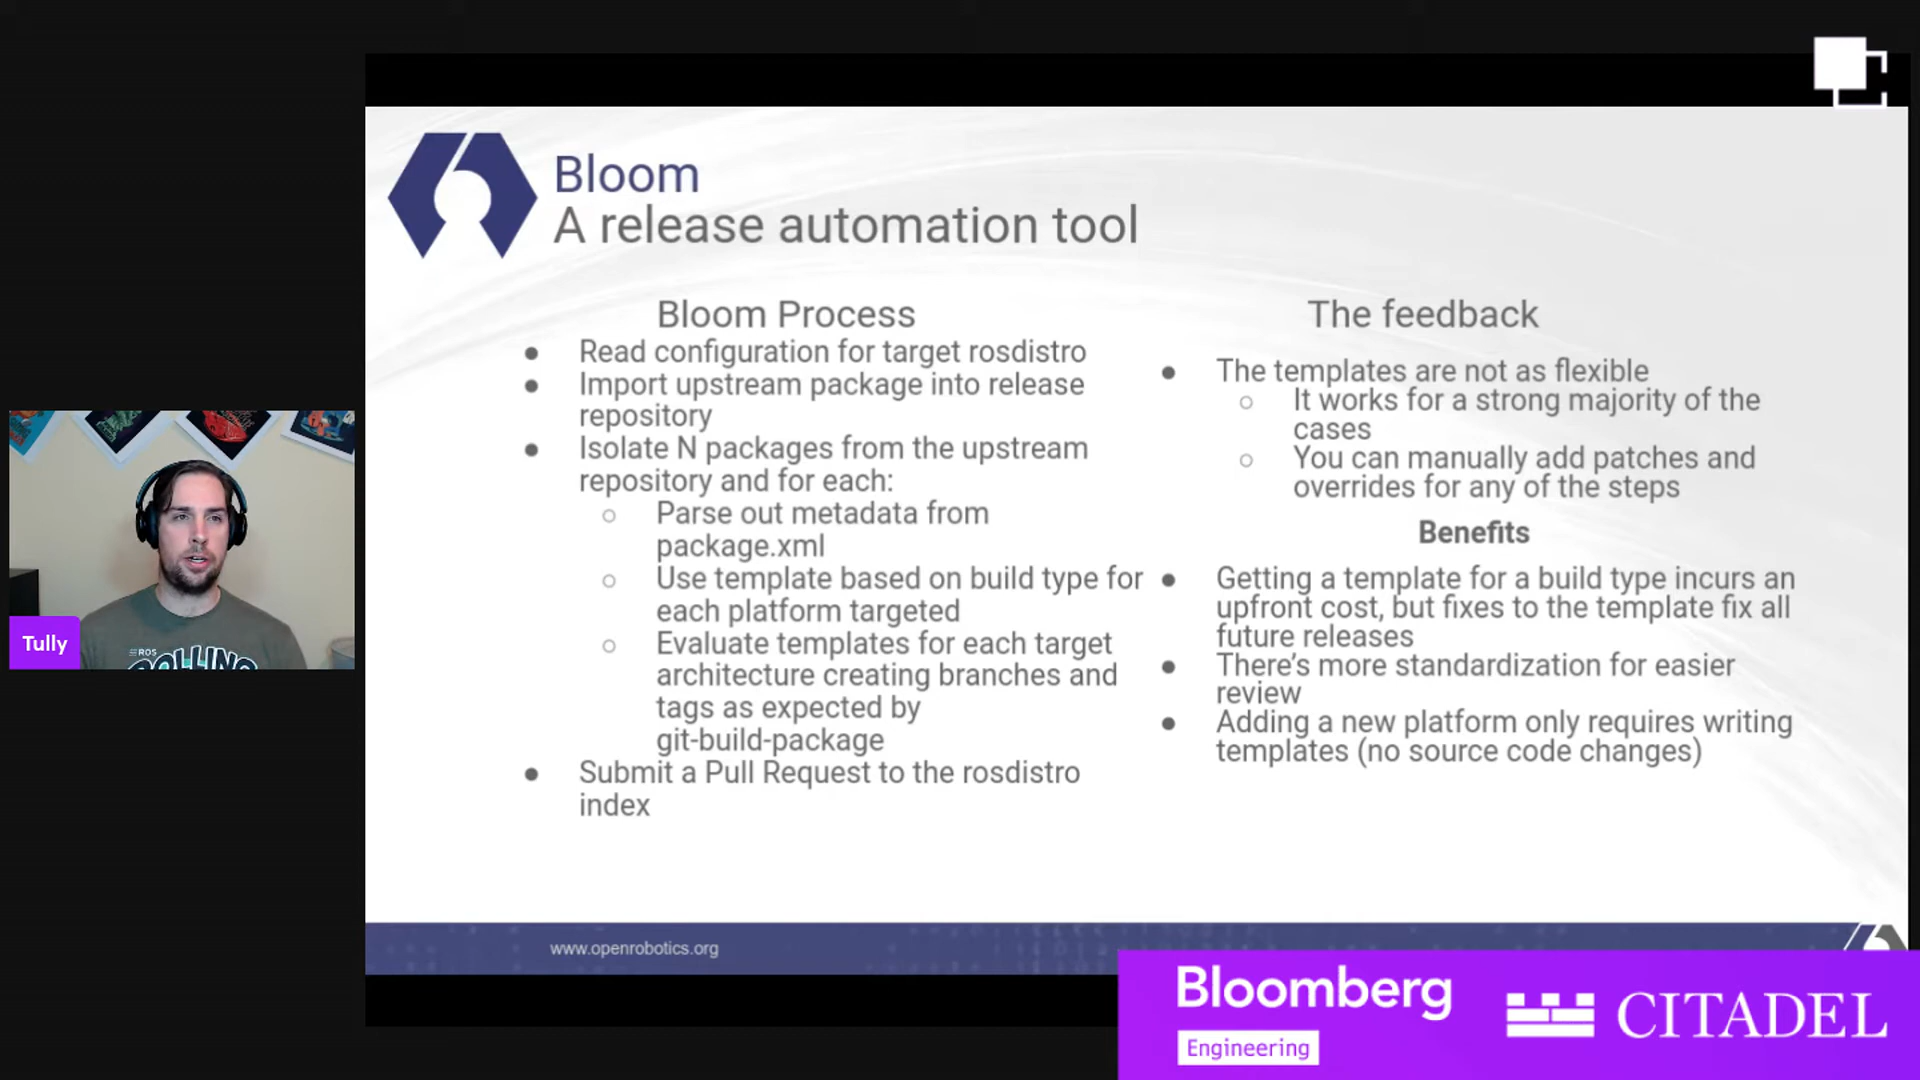 Bloom
A release automation tool
Bloom Process
● Read configuration for target rosdistro
● Import upstream package into release
repository
● Isolate N packages from the upstream
repository and for each:
○ Parse out metadata from
package.xml
○ Use template based on build type for
each platform targeted
○ Evaluate templates for each target
architecture creating branches and
tags as expected by
git-build-package
● Submit a Pull Request to the rosdistro
index
The feedback
● The templates are not as flexible
○ It works for a strong majority of the
cases
○ You can manually add patches and
overrides for any of the steps
Benefits
● Getting a template for a build type incurs an
upfront cost, but fixes to the template fix all
future releases
● There's more standardization for easier
review
● Adding a new platform only requires writing
templates (no source code changes)
www.openrobotics.org
Tully
ROS
ROLLING
Bloomberg
Engineering
CITADEL